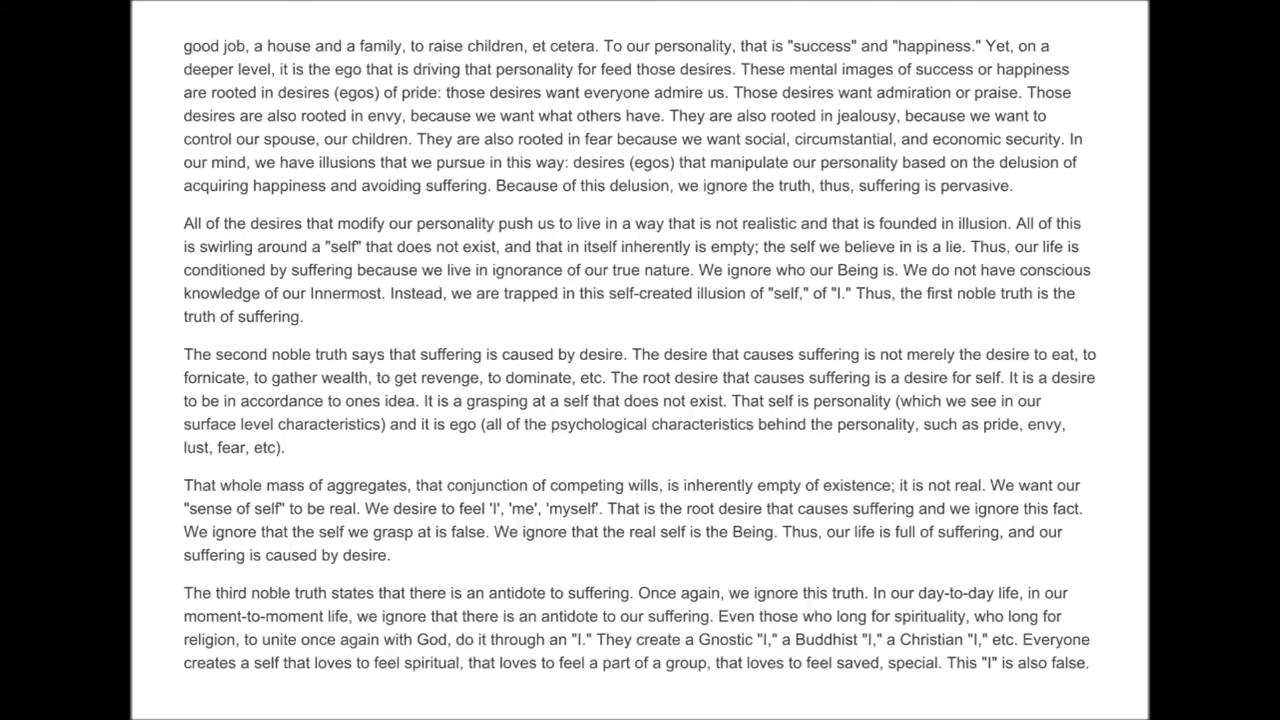 good job, a house and a family, to raise children, et cetera. To our personality, that is "success" and "happiness." Yet, on a
deeper level, it is the ego that is driving that personality for feed those desires. These mental images of success or happiness
are rooted in desires (egos) of pride: those desires want everyone admire us. Those desires want admiration or praise. Those
desires are also rooted in envy, because we want what others have. They are also rooted in jealousy, because we want to
control our spouse, our children. They are also rooted in fear because we want social, circumstantial, and economic security. In
our mind, we have illusions that we pursue in this way: desires (egos) that manipulate our personality based on the delusion of
acquiring happiness and avoiding suffering. Because of this delusion, we ignore the truth, thus, suffering is pervasive.
All of the desires that modify our personality push us to live in a way that is not realistic and that is founded in illusion. All of this
is swirling around a "self" that does not exist, and that in itself inherently is empty; the self we believe in is a lie. Thus, our life is
conditioned by suffering because we live in ignorance of our true nature. We ignore who our Being is. We do not have conscious
knowledge of our Innermost. Instead, we are trapped in this self-created illusion of "self," of "I." Thus, the first noble truth is the
truth of suffering.
The second noble truth says that suffering is caused by desire. The desire that causes suffering is not merely the desire to eat, to
fornicate, to gather wealth, to get revenge, to dominate, etc. The root desire that causes suffering is a desire for self. It is a desire
to be in accordance to ones idea. It is a grasping at a self that does not exist. That self is personality (which we see in our
surface level characteristics) and it is ego (all of the psychological characteristics behind the personality, such as pride, envy,
lust, fear, etc).
That whole mass of aggregates, that conjunction of competing wills, is inherently empty of existence; it is not real. We want our
"sense of self" to be real. We desire to feel 'I', 'me', 'myself'. That is the root desire that causes suffering and we ignore this fact.
We ignore that the self we grasp at is false. We ignore that the real self is the Being. Thus, our life is full of suffering, and our
suffering is caused by desire.
The third noble truth states that there is an antidote to suffering. Once again, we ignore this truth. In our day-to-day life, in our
moment-to-moment life, we ignore that there is an antidote to our suffering. Even those who long for spirituality, who long for
religion, to unite once again with God, do it through an "I." They create a Gnostic "I," a Buddhist "I," a Christian "I," etc. Everyone
creates a self that loves to feel spiritual, that loves to feel a part of a group, that loves to feel saved, special. This "I" is also false.